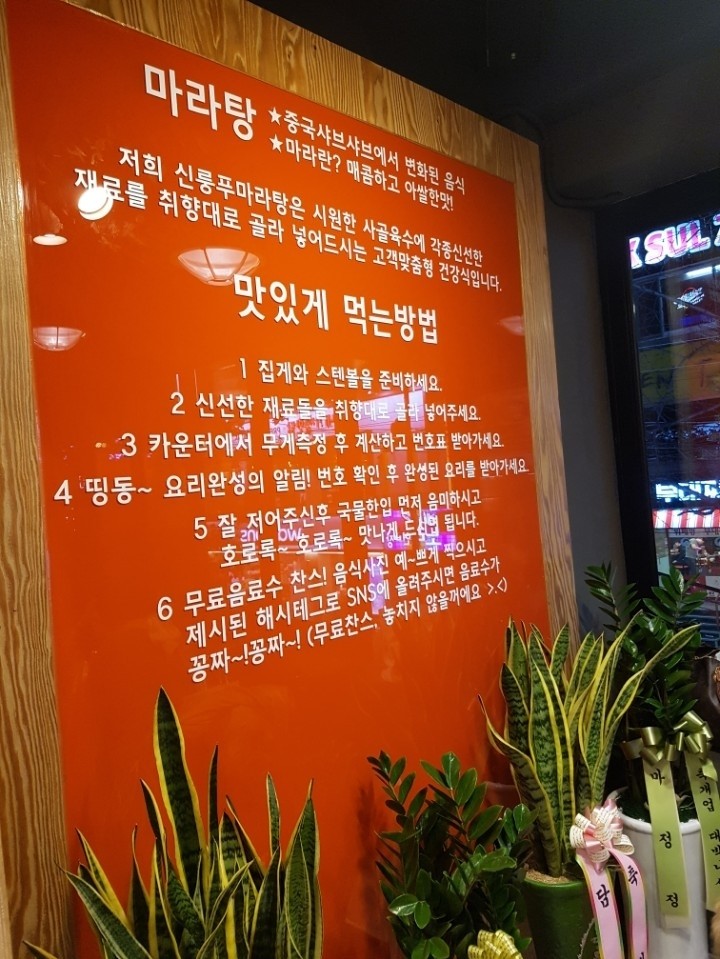 마라탕
★중국샤브샤브에서 변화된 음식
★마라란? 매콤하고 아쌀한맛!
저희 신룽푸마라탕은 시원한 사골육수에 각종신선한
재료를 취향대로 골라 넣어드시는 고객맞춤형 건강식입니다.
맛있게 먹는방법
1 집게와 스텐볼을 준비하세요.
2 신선한 재료들을 취향대로 골라 넣어주세요.
3 카운터에서 무게측정 후 계산하고 번호표 받아가세요.
4 띵동~ 요리완성의 알림! 번호 확인 후 완성된 요리를 받아가세요
5 잘 저어주신후 국물한입 먼저 음미하시고
호로록~ 호로록~ 맛나게 드시면 됩니다.
6 무료음료수 찬스! 음식사진 예~쁘게 찍으시고
제시된 해시테그로 SNS에 올려주시면 음료수가
꽁짜~!꽁짜~! (무료찬스, 놓치지 않을꺼에요 >.<)
SUL
마 정 정
축개업 대박